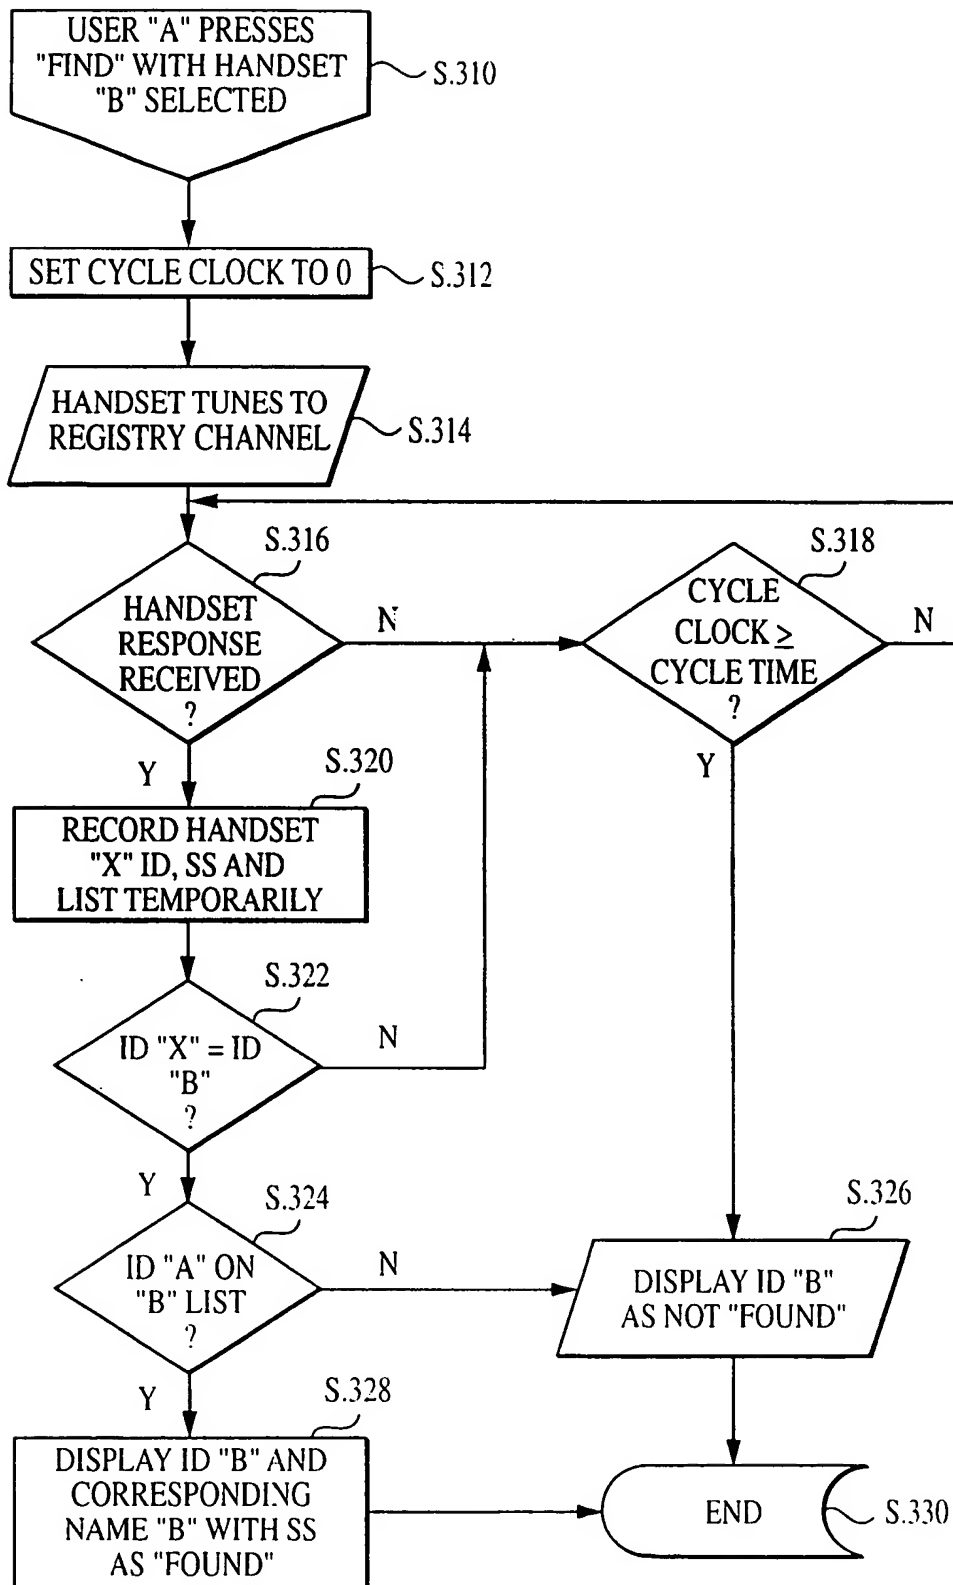 USER "A" PRESSES
"FIND" WITH HANDSET
"B" SELECTED
S.310
SET CYCLE CLOCK TO 0
S.312
HANDSET TUNES TO
REGISTRY CHANNEL
S.314
S.316
HANDSET
RESPONSE
RECEIVED
?
N
Y
S.318
CYCLE
CLOCK ≥
CYCLE TIME
?
N
Y
S.320
RECORD HANDSET
"X" ID, SS AND
LIST TEMPORARILY
S.322
ID "X" = ID
"B"
?
N
Y
S.324
ID "A" ON
"B" LIST
?
N
Y
S.326
DISPLAY ID "B"
AS NOT "FOUND"
S.328
DISPLAY ID "B" AND
CORRESPONDING
NAME "B" WITH SS
AS "FOUND"
END
S.330